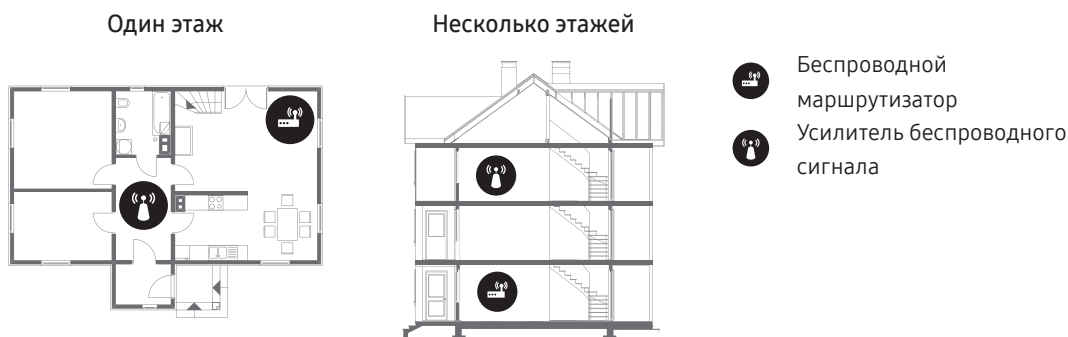 Один этаж
Несколько этажей
Беспроводной
маршрутизатор
Усилитель беспроводного
сигнала